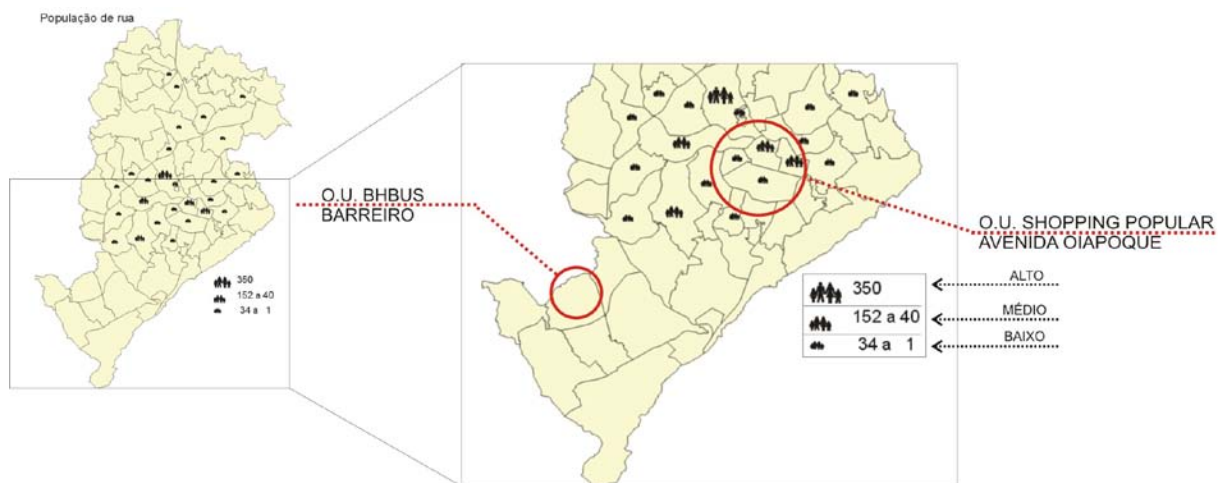 População de rua
350
152 a 40
34 a 1
O.U. BHBUS
BARREIRO
O.U. SHOPPING POPULAR
AVENIDA OIAPOQUE
350
152 a 40
34 a 1
ALTO
MÉDIO
BAIXO